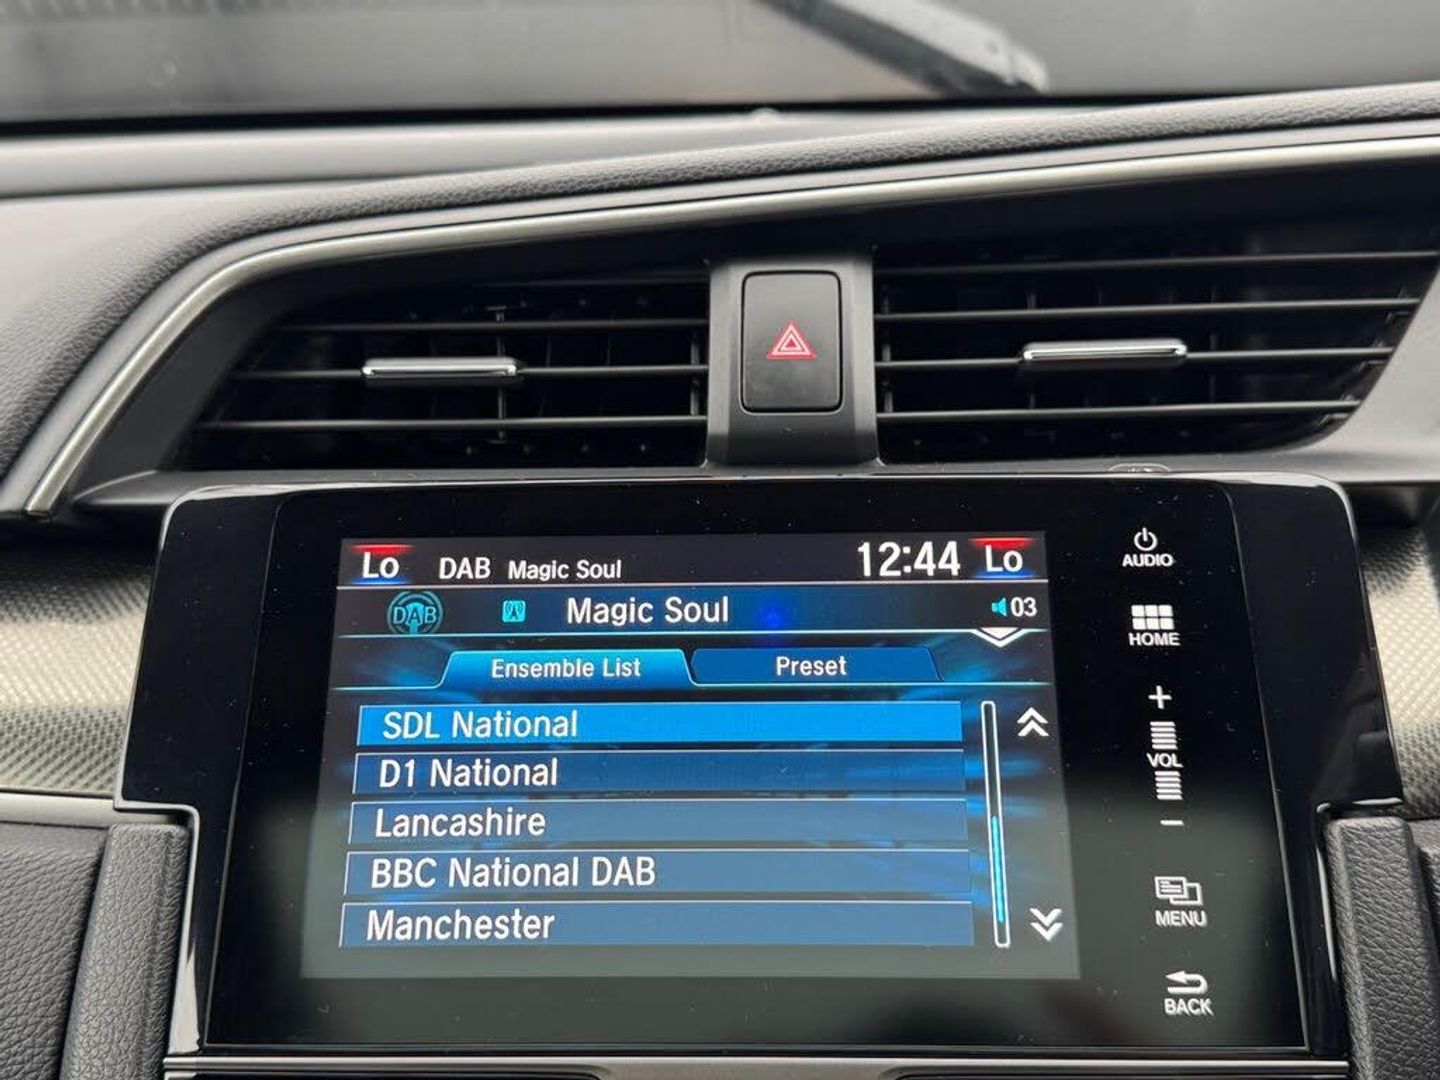 Lo DAB Magic Soul 12:44 Lo
DAB Magic Soul 03
Ensemble List Preset
SDL National
D1 National
Lancashire
BBC National DAB
Manchester
AUDIO
HOME
+
VOL
−
MENU
BACK